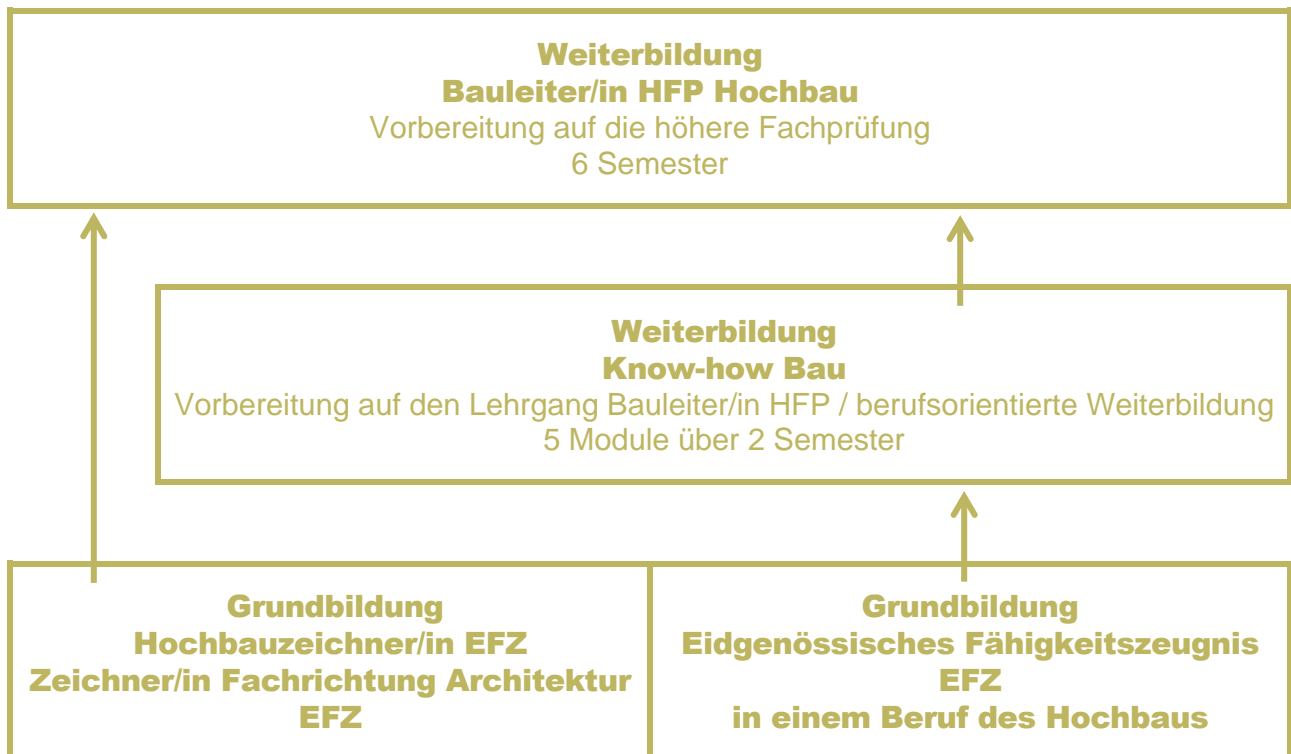 Weiterbildung
Bauleiter/in HFP Hochbau
Vorbereitung auf die höhere Fachprüfung
6 Semester
Weiterbildung
Know-how Bau
Vorbereitung auf den Lehrgang Bauleiter/in HFP / berufsorientierte Weiterbildung
5 Module über 2 Semester
Grundbildung
Hochbauzeichner/in EFZ
Zeichner/in Fachrichtung Architektur
EFZ
Grundbildung
Eidgenössisches Fähigkeitszeugnis
EFZ
in einem Beruf des Hochbaus